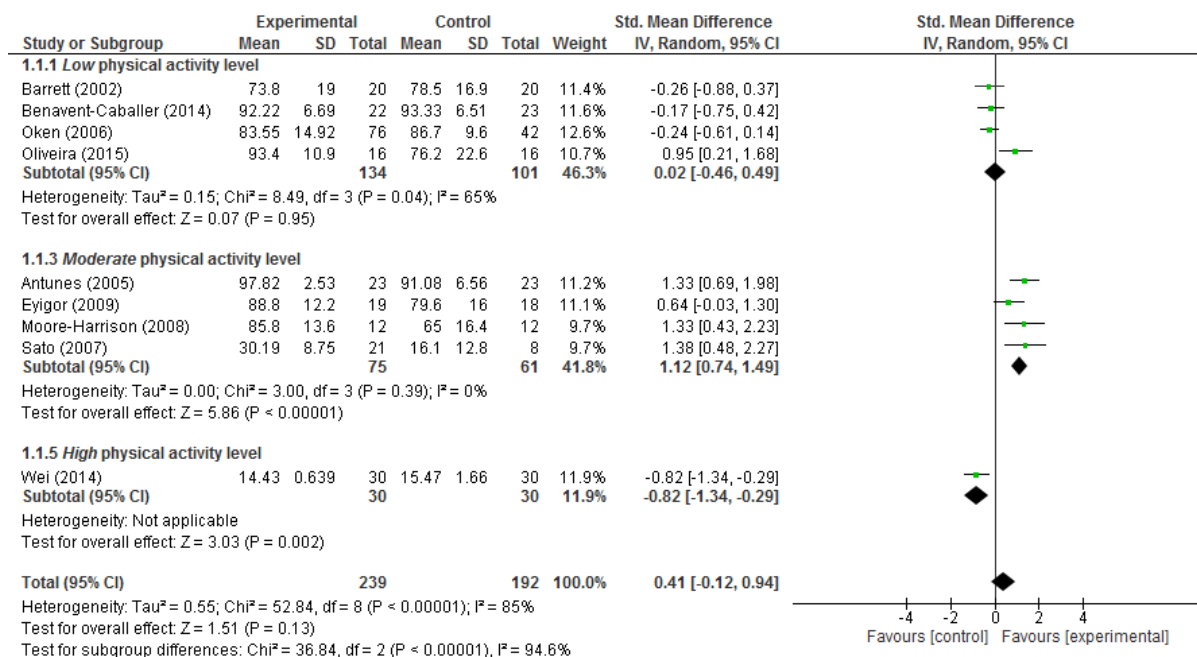 Experimental Control Std. Mean Difference Std. Mean Difference
Study or Subgroup Mean SD Total Mean SD Total Weight IV, Random, 95% CI IV, Random, 95% CI
1.1.1 Low physical activity level
Barrett (2002) 73.8 19 20 78.5 16.9 20 11.4% -0.26 [-0.88, 0.37]
Benavent-Caballer (2014) 92.22 6.69 22 93.33 6.51 23 11.6% -0.17 [-0.75, 0.42]
Oken (2006) 83.55 14.92 76 86.7 9.6 42 12.6% -0.24 [-0.61, 0.14]
Oliveira (2015) 93.4 10.9 16 76.2 22.6 16 10.7% 0.95 [0.21, 1.68]
Subtotal (95% CI) 134 101 46.3% 0.02 [-0.46, 0.49]
Heterogeneity: Tau² = 0.15; Chi² = 8.49, df = 3 (P = 0.04); I² = 65%
Test for overall effect: Z = 0.07 (P = 0.95)
1.1.3 Moderate physical activity level
Antunes (2005) 97.82 2.53 23 91.08 6.56 23 11.2% 1.33 [0.69, 1.98]
Eyigor (2009) 88.8 12.2 19 79.6 16 18 11.1% 0.64 [-0.03, 1.30]
Moore-Harrison (2008) 85.8 13.6 12 65 16.4 12 9.7% 1.33 [0.43, 2.23]
Sato (2007) 30.19 8.75 21 16.1 12.8 8 9.7% 1.38 [0.48, 2.27]
Subtotal (95% CI) 75 61 41.8% 1.12 [0.74, 1.49]
Heterogeneity: Tau² = 0.00; Chi² = 3.00, df = 3 (P = 0.39); I² = 0%
Test for overall effect: Z = 5.86 (P < 0.00001)
1.1.5 High physical activity level
Wei (2014) 14.43 0.639 30 15.47 1.66 30 11.9% -0.82 [-1.34, -0.29]
Subtotal (95% CI) 30 30 11.9% -0.82 [-1.34, -0.29]
Heterogeneity: Not applicable
Test for overall effect: Z = 3.03 (P = 0.002)
Total (95% CI) 239 192 100.0% 0.41 [-0.12, 0.94]
Heterogeneity: Tau² = 0.55; Chi² = 52.84, df = 8 (P < 0.00001); I² = 85%
Test for overall effect: Z = 1.51 (P = 0.13)
Test for subgroup differences: Chi² = 36.84, df = 2 (P < 0.00001), I² = 94.6%
-4 -2 0 2 4
Favours [control] Favours [experimental]